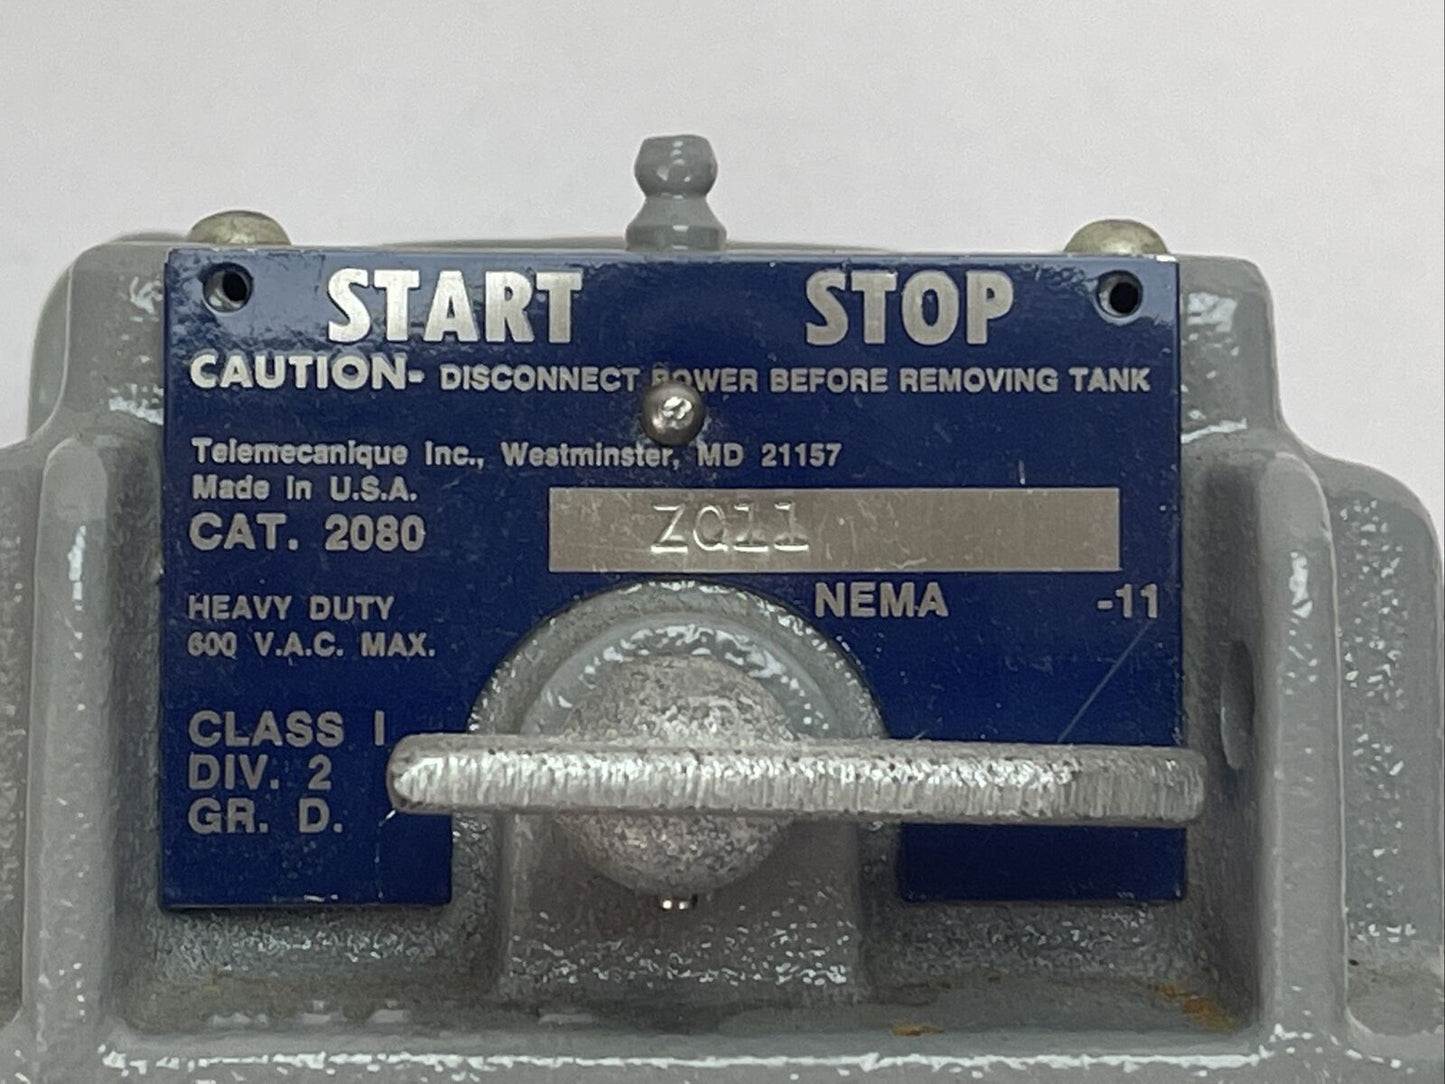 START STOP
CAUTION- DISCONNECT POWER BEFORE REMOVING TANK
Telemecanique Inc., Westminster, MD 21157
Made in U.S.A.
CAT. 2080
ZQ11
HEAVY DUTY
NEMA -11
600 V.A.C. MAX.
CLASS I
DIV. 2
GR. D.